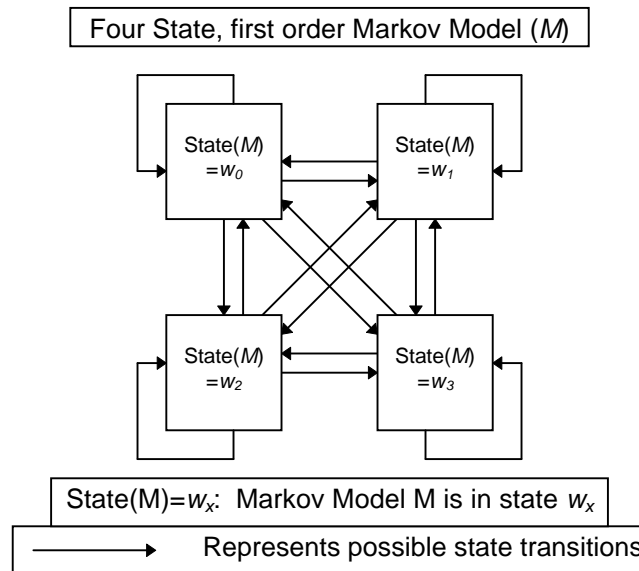 Four State, first order Markov Model (M)
State(M)
=w₀
State(M)
=w₁
State(M)
=w₂
State(M)
=w₃
State(M)=wₓ: Markov Model M is in state wₓ
Represents possible state transitions